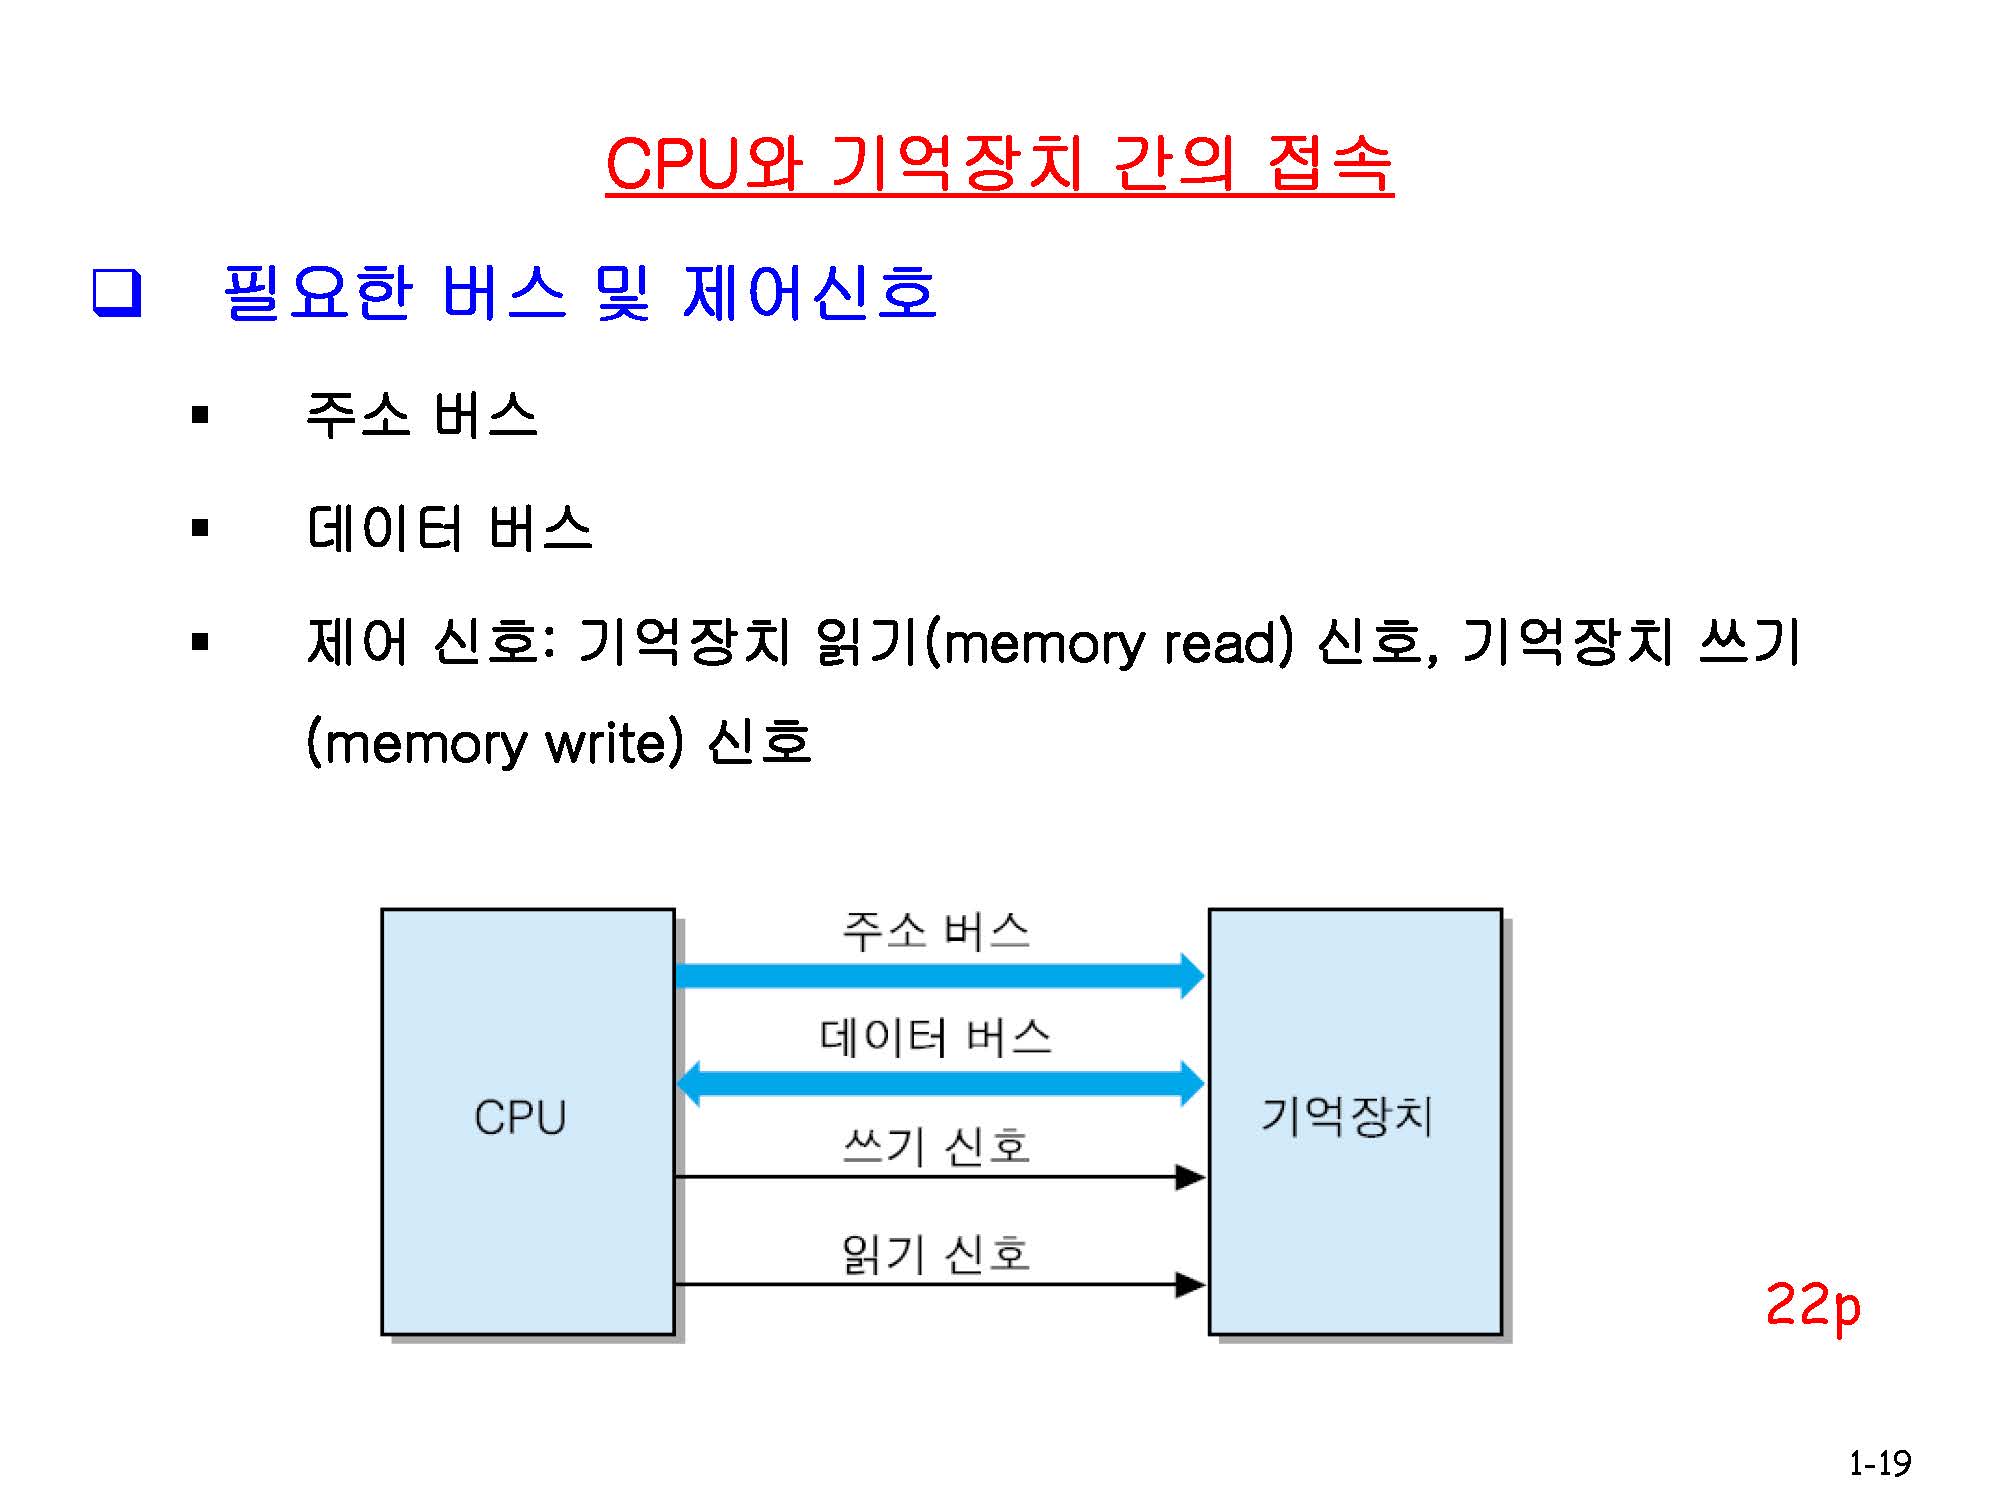 CPU와 기억장치 간의 접속
필요한 버스 및 제어신호
주소 버스
데이터 버스
제어 신호: 기억장치 읽기(memory read) 신호, 기억장치 쓰기
(memory write) 신호
주소 버스
데이터 버스
CPU
기억장치
쓰기 신호
읽기 신호
22p
1-19